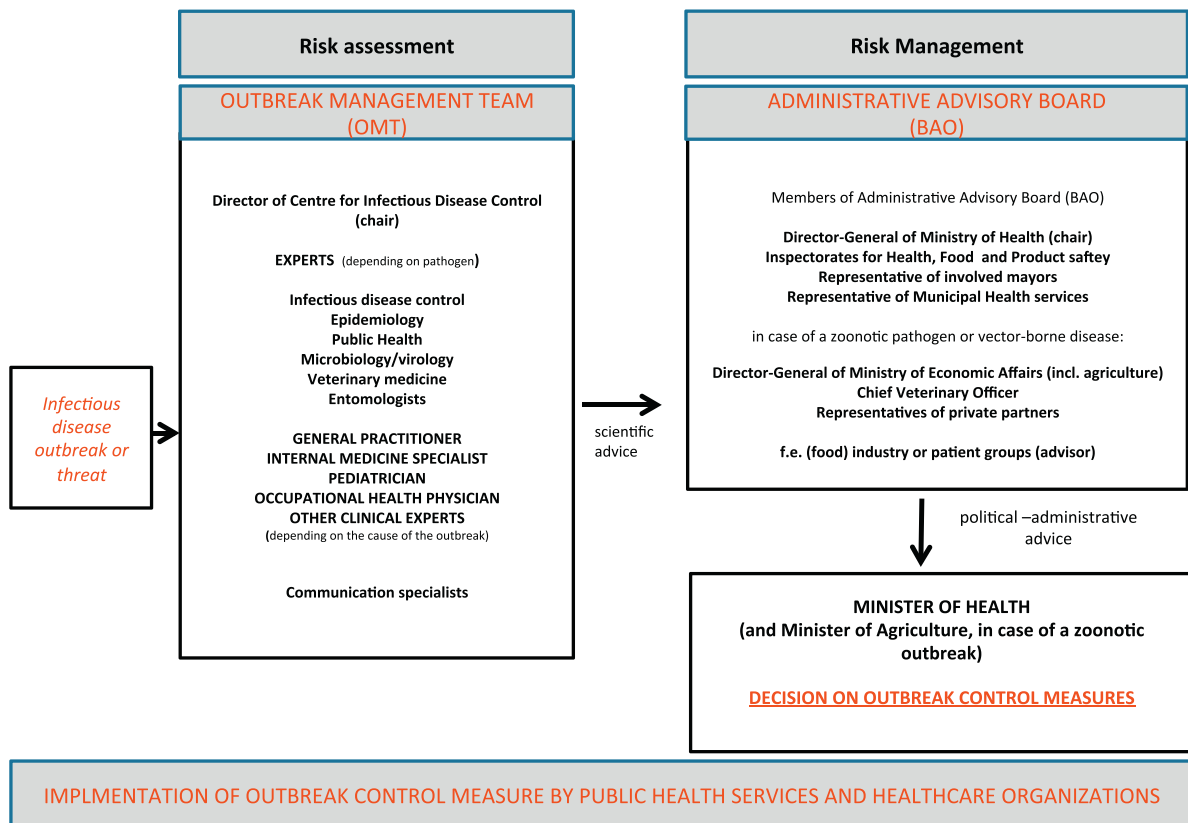 Risk assessment
OUTBREAK MANAGEMENT TEAM
(OMT)
Director of Centre for Infectious Disease Control
(chair)
EXPERTS (depending on pathogen)
Infectious disease control
Epidemiology
Public Health
Microbiology/virology
Veterinary medicine
Entomologists
GENERAL PRACTITIONER
INTERNAL MEDICINE SPECIALIST
PEDIATRICIAN
OCCUPATIONAL HEALTH PHYSICIAN
OTHER CLINICAL EXPERTS
(depending on the cause of the outbreak)
Communication specialists
Infectious
disease
outbreak or
threat
scientific
advice
Risk Management
ADMINISTRATIVE ADVISORY BOARD
(BAO)
Members of Administrative Advisory Board (BAO)
Director-General of Ministry of Health (chair)
Inspectorates for Health, Food and Product saftey
Representative of involved mayors
Representative of Municipal Health services
in case of a zoonotic pathogen or vector-borne disease:
Director-General of Ministry of Economic Affairs (incl. agriculture)
Chief Veterinary Officer
Representatives of private partners
f.e. (food) industry or patient groups (advisor)
political –administrative
advice
MINISTER OF HEALTH
(and Minister of Agriculture, in case of a zoonotic
outbreak)
DECISION ON OUTBREAK CONTROL MEASURES
IMPLMENTATION OF OUTBREAK CONTROL MEASURE BY PUBLIC HEALTH SERVICES AND HEALTHCARE ORGANIZATIONS